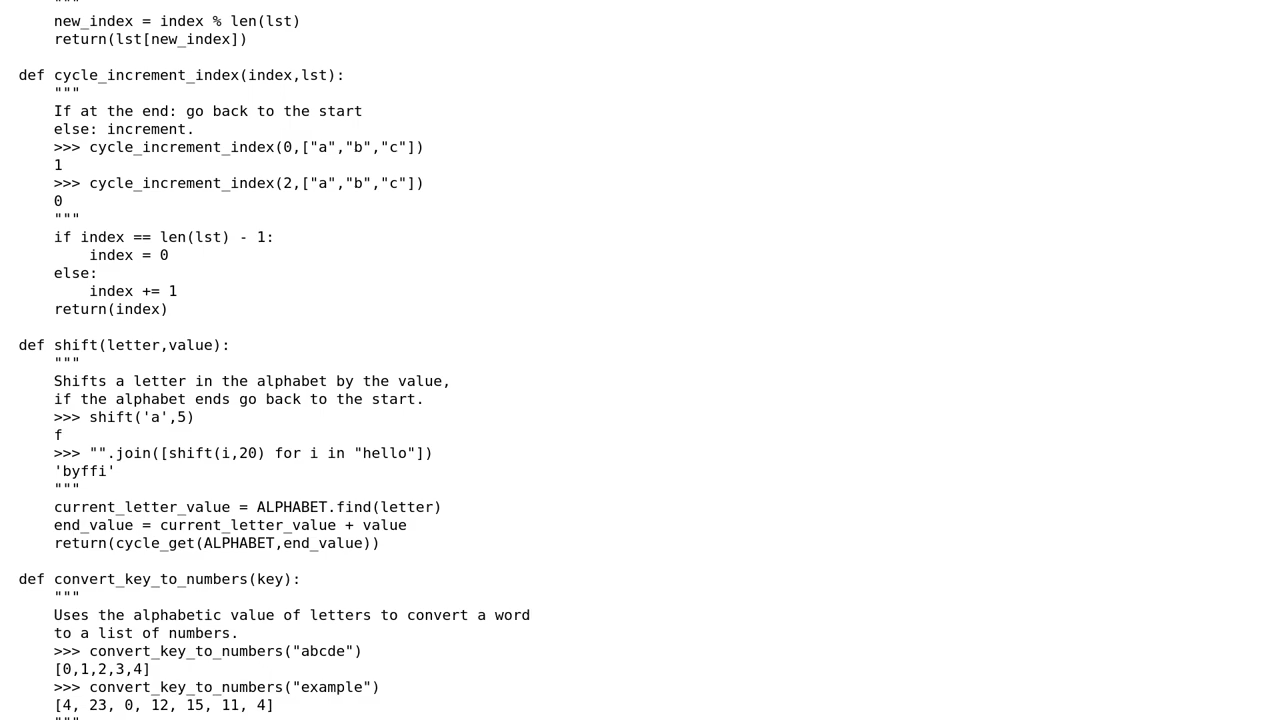 """
    new_index = index % len(lst)
    return(lst[new_index])

def cycle_increment_index(index,lst):
    """
    If at the end: go back to the start
    else: increment.
    >>> cycle_increment_index(0,["a","b","c"])
    1
    >>> cycle_increment_index(2,["a","b","c"])
    0
    """
    if index == len(lst) - 1:
        index = 0
    else:
        index += 1
    return(index)

def shift(letter,value):
    """
    Shifts a letter in the alphabet by the value,
    if the alphabet ends go back to the start.
    >>> shift('a',5)
    f
    >>> "".join([shift(i,20) for i in "hello"])
    'byffi'
    """
    current_letter_value = ALPHABET.find(letter)
    end_value = current_letter_value + value
    return(cycle_get(ALPHABET,end_value))

def convert_key_to_numbers(key):
    """
    Uses the alphabetic value of letters to convert a word
    to a list of numbers.
    >>> convert_key_to_numbers("abcde")
    [0,1,2,3,4]
    >>> convert_key_to_numbers("example")
    [4, 23, 0, 12, 15, 11, 4]
    """